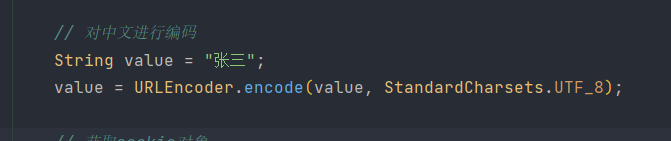 // 对中文进行编码
String value = "张三";
value = URLEncoder.encode(value, StandardCharsets.UTF_8);